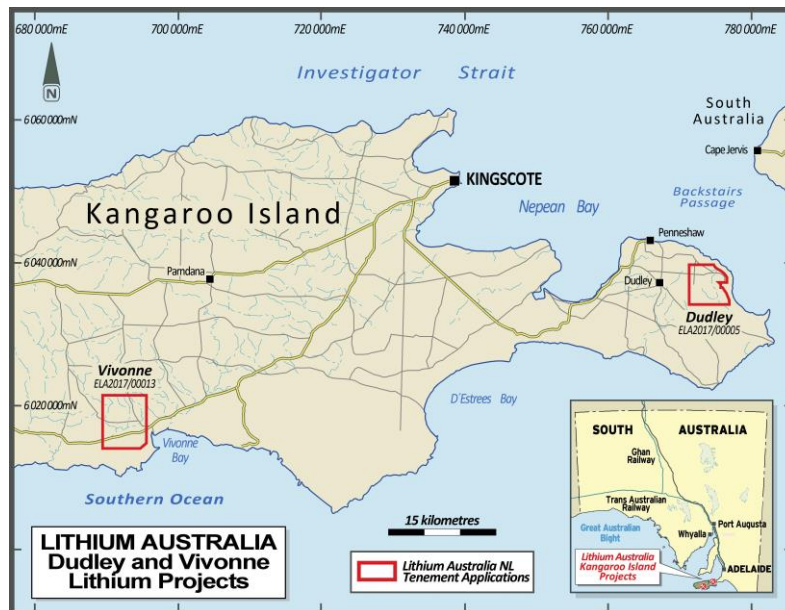 680 000mE
700 000mE
720 000mE
740 000mE
760 000mE
780 000mE
N
Investigator Strait
South
Australia
6 060 000mN
Cape Jervis
KINGSCOTE
Backstairs
Passage
Kangaroo Island
Nepean Bay
Penneshaw
6 040 000mN
Parndana
Dudley
Dudley
ELA2017/00005
Vivonne
ELA2017/00013
D'Estrees Bay
6 020 000mN
Vivonne
Bay
Southern Ocean
SOUTH AUSTRALIA
Ghan
Railway
Trans Australian
Railway
Port Augusta
Great Australian
Bight
Whyalla
Lithium Australia
Kangaroo Island
Projects
ADELAIDE
15 kilometres
LITHIUM AUSTRALIA
Dudley and Vivonne
Lithium Projects
Lithium Australia NL
Tenement Applications